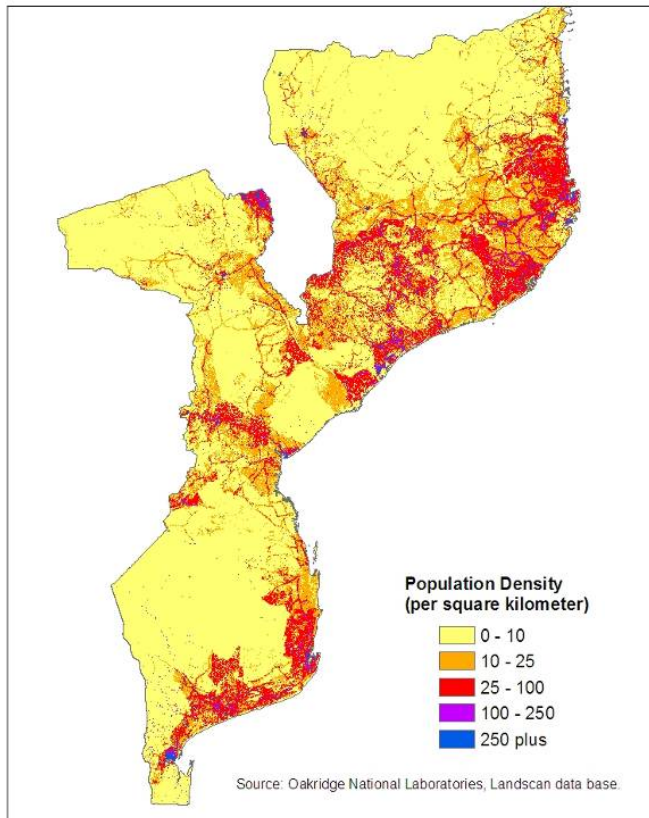 Population Density
(per square kilometer)
0 - 10
10 - 25
25 - 100
100 - 250
250 plus
Source: Oakridge National Laboratories, Landscan data base.